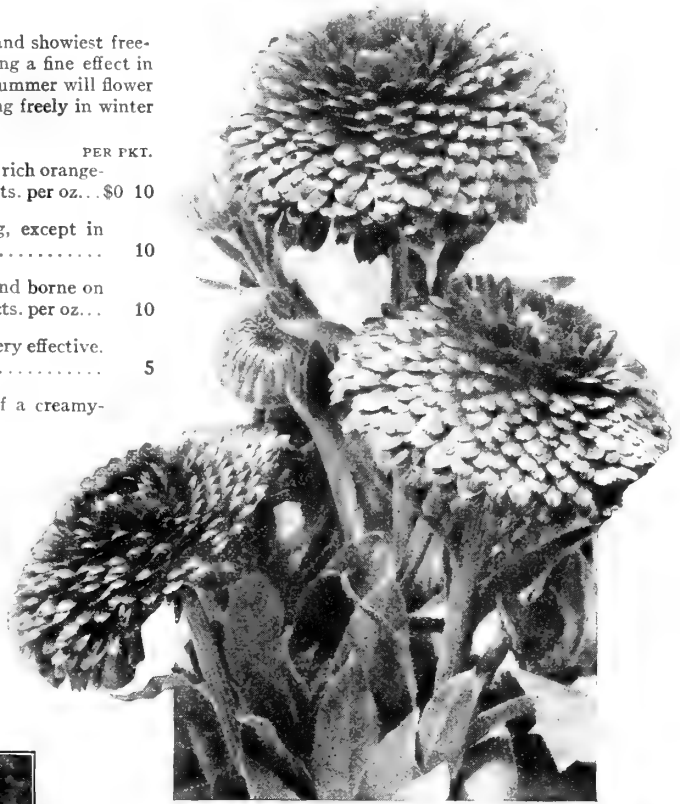 and showiest free-
ng a fine effect in
ummer will flower
ng freely in winter
PER PKT.
rich orange-
ts. per oz...$0 10
g, except in
........... 10
nd borne on
cts. per oz... 10
ery effective.
........... 5
f a creamy-